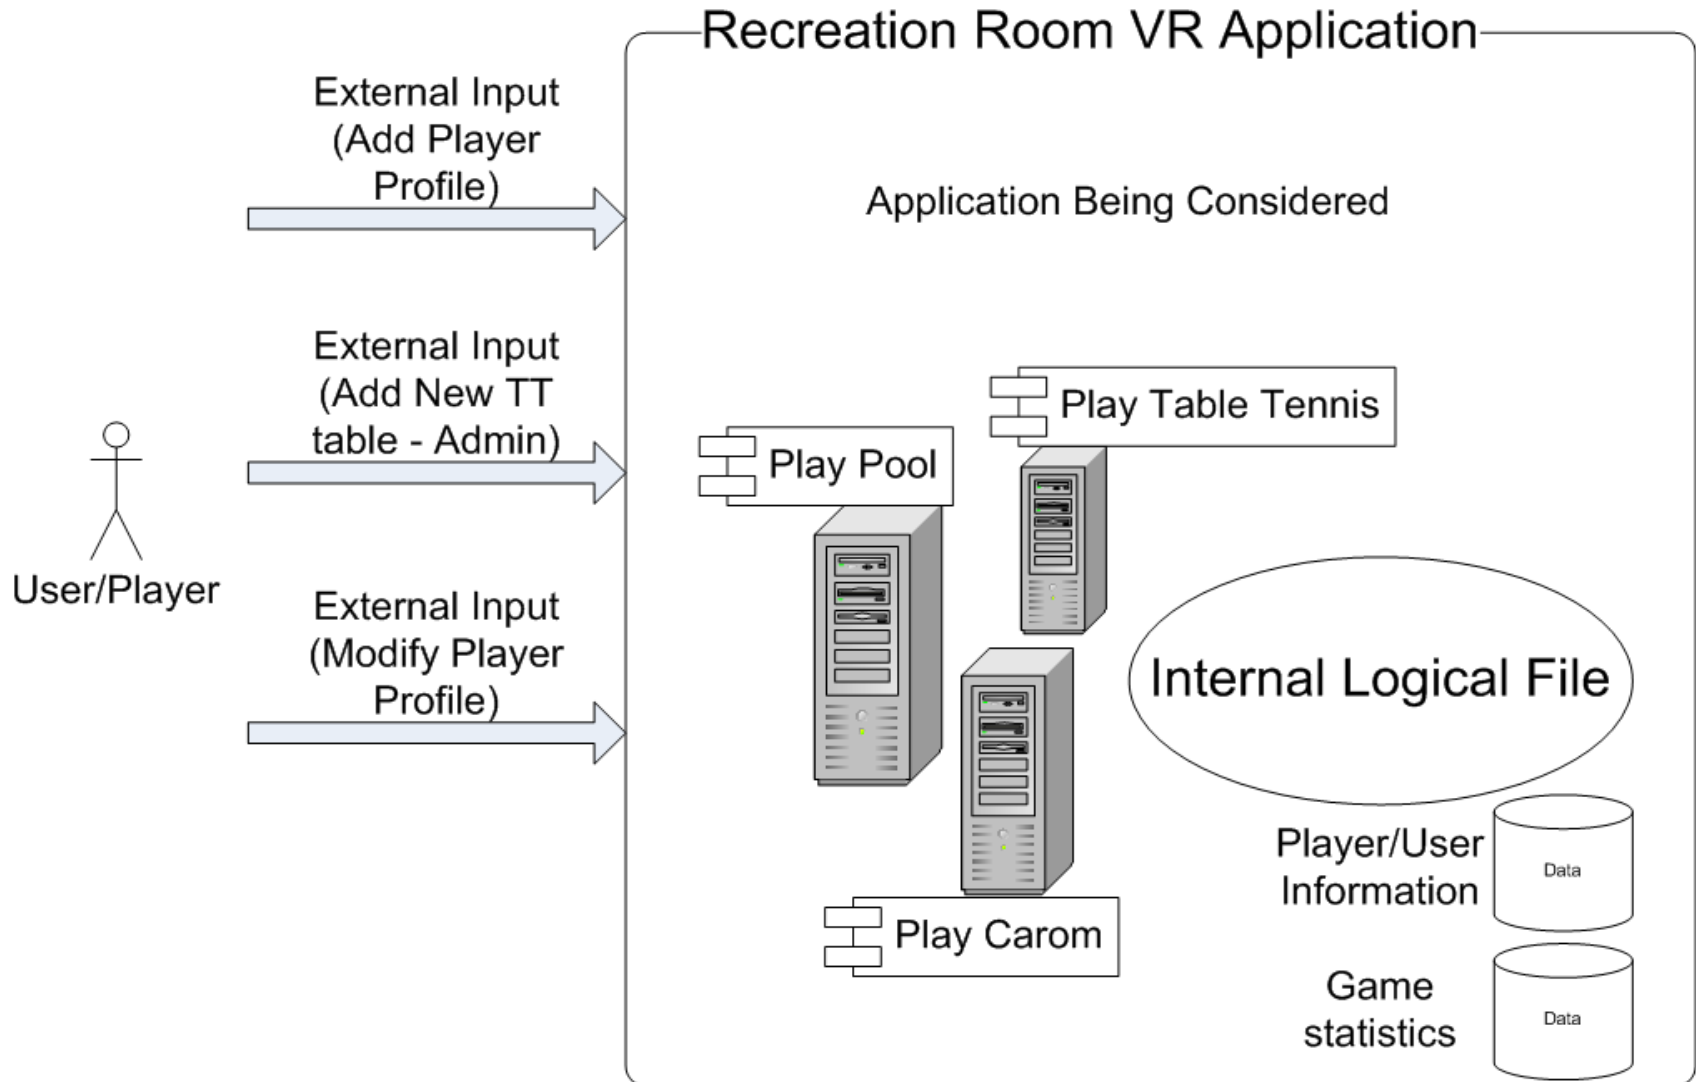 Recreation Room VR Application
External Input
(Add Player
Profile)
Application Being Considered
External Input
(Add New TT
table - Admin)
User/Player
External Input
(Modify Player
Profile)
Play Table Tennis
Play Pool
Internal Logical File
Play Carom
Player/User
Information
Data
Game
statistics
Data